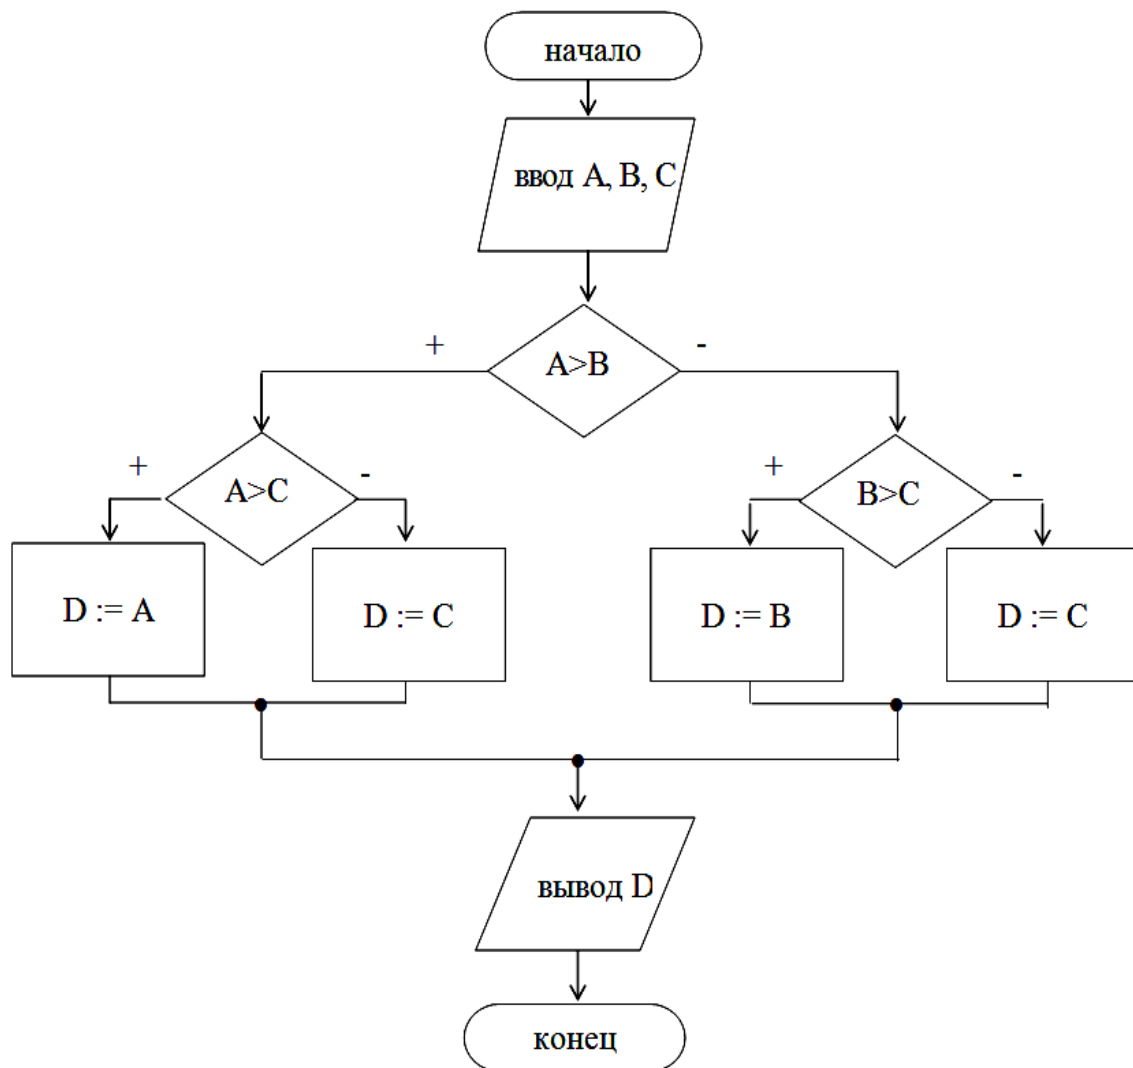 начало
ввод A, B, C
A>B
+
-
A>C
+
-
B>C
+
-
D := A
D := C
D := B
D := C
вывод D
конец